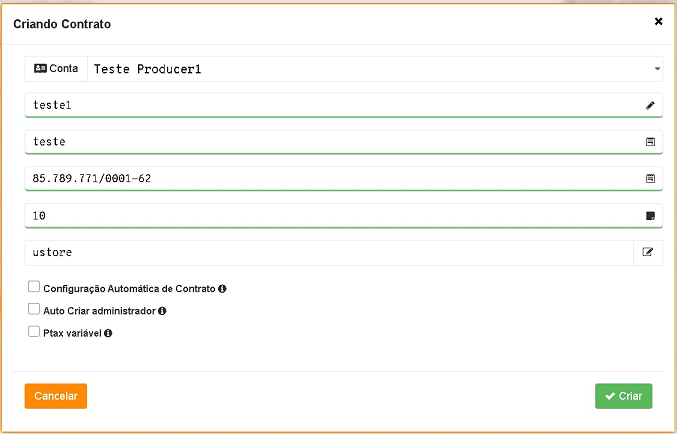 Criando Contrato
Conta
Teste Producer1
teste1
teste
85.789.771/0001-62
10
ustore
Configuração Automática de Contrato
Auto Criar administrador
Ptax variável
Cancelar
Criar